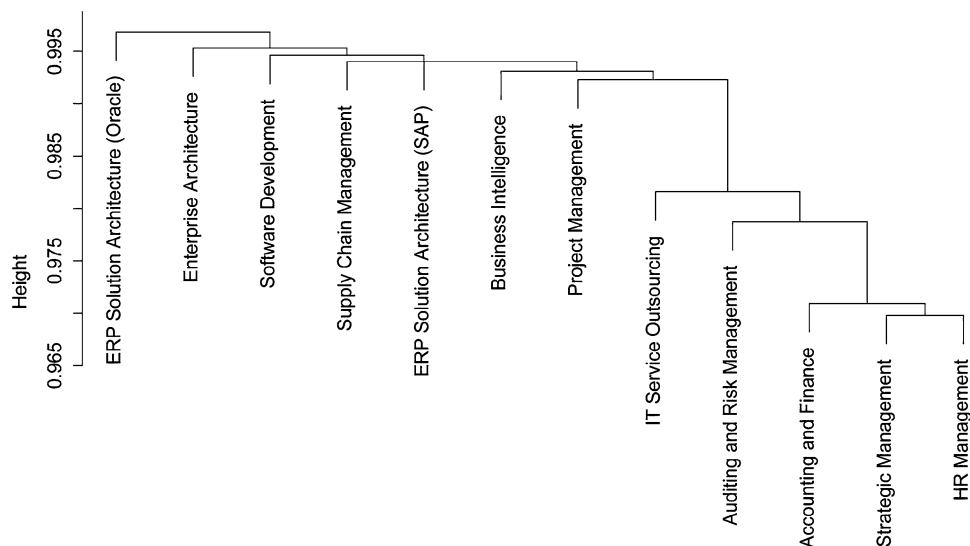 Height
0.965
0.975
0.985
0.995
ERP Solution Architecture (Oracle)
Enterprise Architecture
Software Development
Supply Chain Management
ERP Solution Architecture (SAP)
Business Intelligence
Project Management
IT Service Outsourcing
Auditing and Risk Management
Accounting and Finance
Strategic Management
HR Management